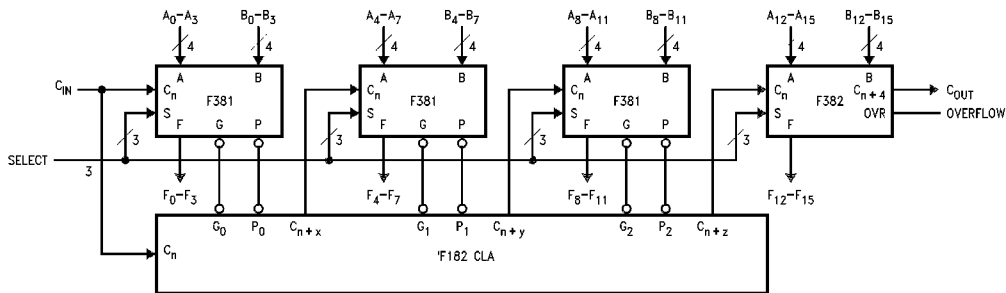 A0–A3 B0–B3 A4–A7 B4–B7 A8–A11 B8–B11 A12–A15 B12–B15
4 4 4 4 4 4 4 4
A B A B A B A B
CIN Cn Cn Cn Cn Cn+4 COUT
F381 F381 F381 F382
S S S S OVR OVERFLOW
F G P F G P F G P F
3 3 3 3
SELECT
3
F0–F3 F4–F7 F8–F11 F12–F15
G0 P0 Cn+x G1 P1 Cn+y G2 P2 Cn+z
Cn
'F182 CLA